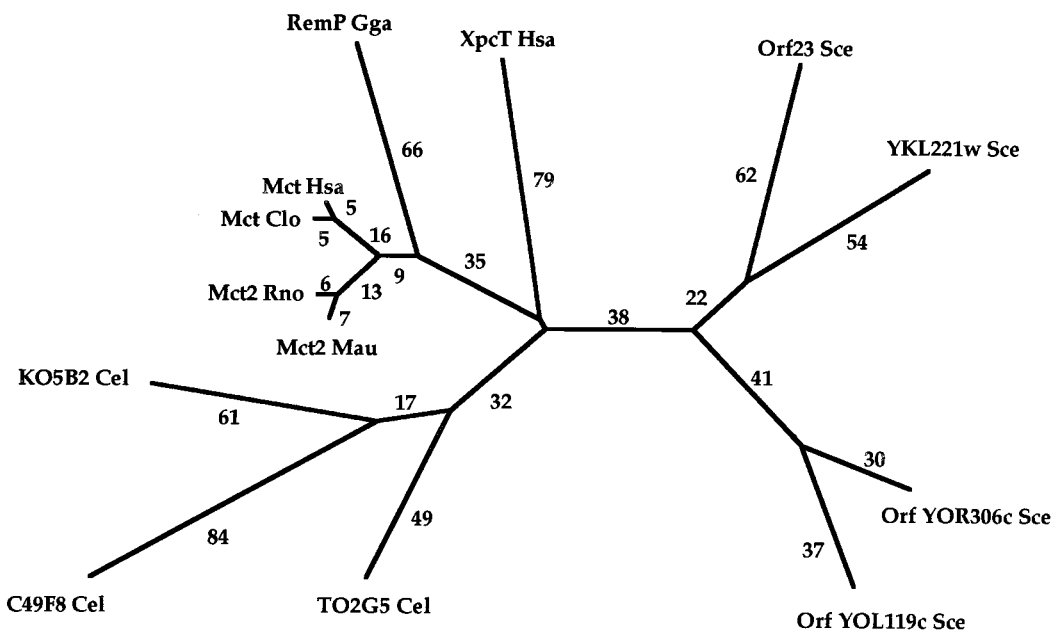 RemP Gga
XpcT Hsa
Orf23 Sce
YKL221w Sce
66
79
62
54
Mct Hsa
5
Mct Clo
5
16
9
35
Mct2 Rno
6
13
7
Mct2 Mau
38
22
41
KO5B2 Cel
61
17
32
30
Orf YOR306c Sce
84
49
37
C49F8 Cel
TO2G5 Cel
Orf YOL119c Sce